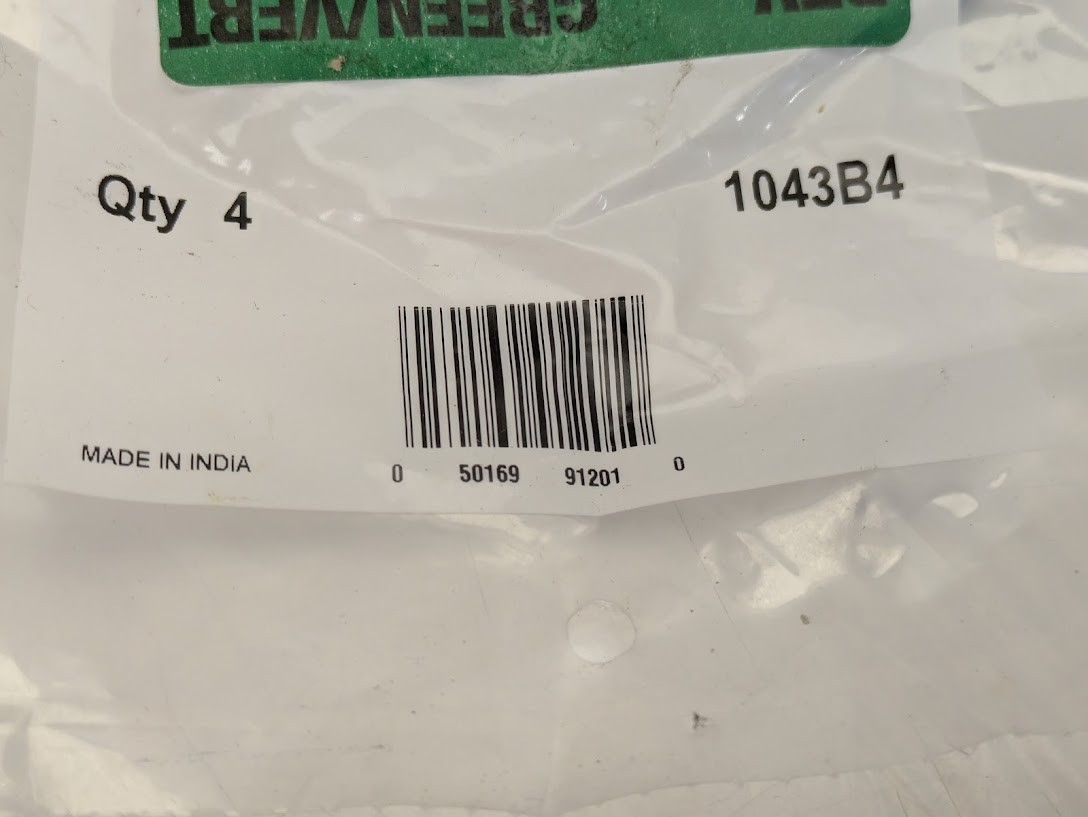 GREEN/VERT
Qty 4
1043B4
MADE IN INDIA
0 50169 91201 0